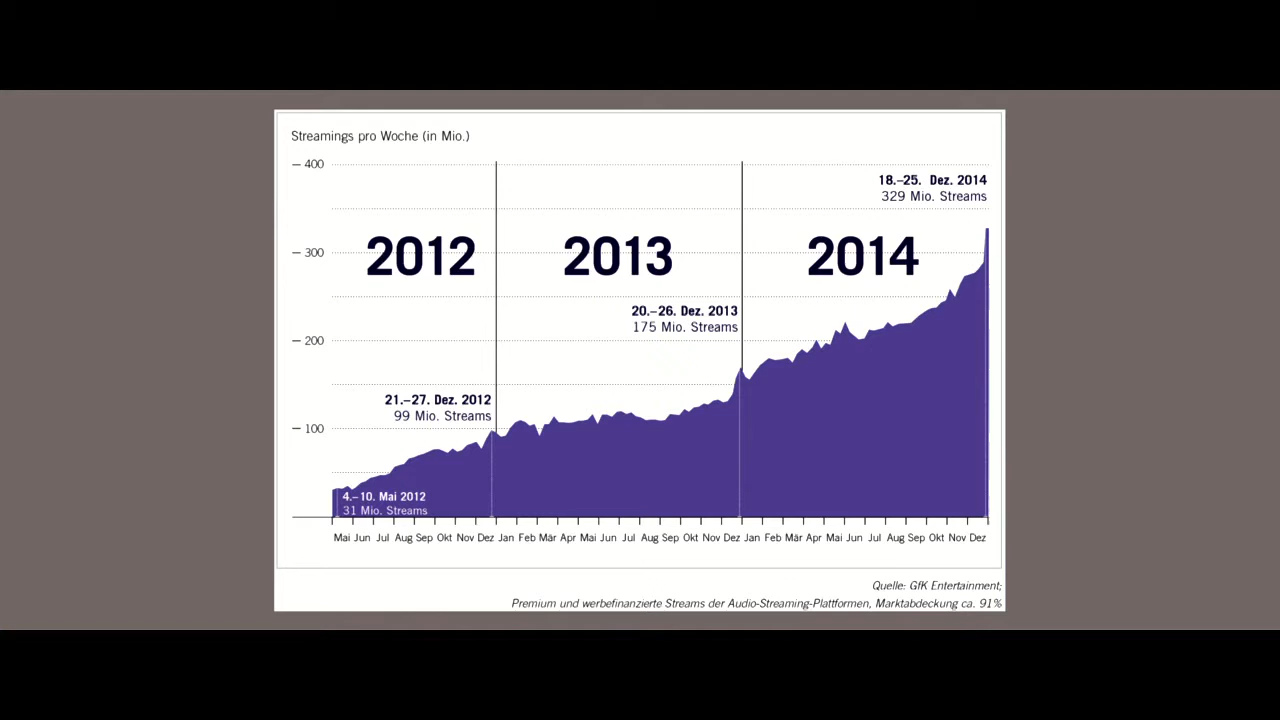 Streamings pro Woche (in Mio.)
400
18.–25. Dez. 2014
329 Mio. Streams
2012 2013 2014
300
20.–26. Dez. 2013
175 Mio. Streams
200
21.–27. Dez. 2012
99 Mio. Streams
100
4.–10. Mai 2012
31 Mio. Streams
Mai Jun Jul Aug Sep Okt Nov Dez Jan Feb Mär Apr Mai Jun Jul Aug Sep Okt Nov Dez Jan Feb Mär Apr Mai Jun Jul Aug Sep Okt Nov Dez
Quelle: GfK Entertainment;
Premium und werbefinanzierte Streams der Audio-Streaming-Plattformen, Marktabdeckung ca. 91%